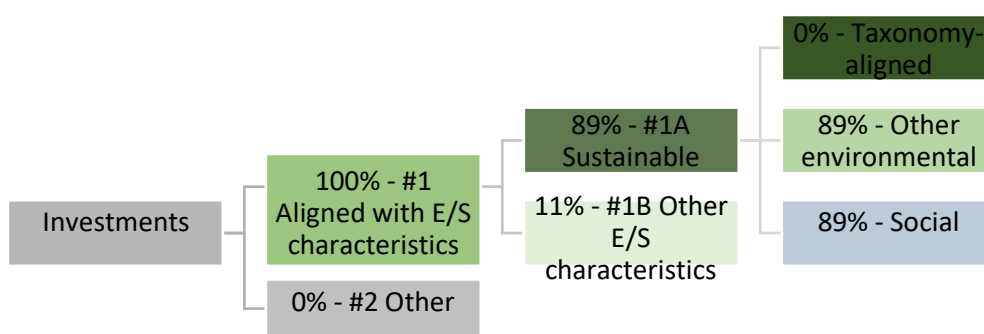 Investments
100% - #1
Aligned with E/S
characteristics
0% - #2 Other
89% - #1A
Sustainable
11% - #1B Other
E/S
characteristics
0% - Taxonomy-
aligned
89% - Other
environmental
89% - Social